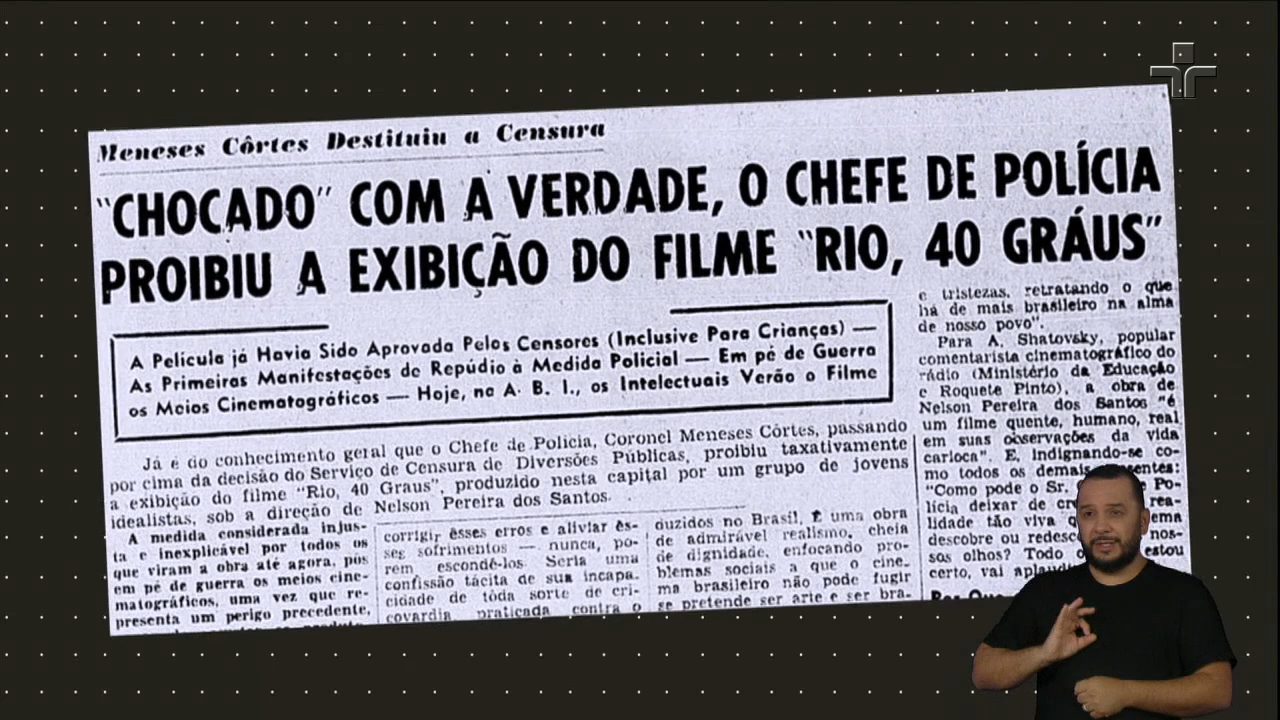 Meneses Côrtes Destituiu a Censura
"CHOCADO" COM A VERDADE, O CHEFE DE POLÍCIA
PROIBIU A EXIBIÇÃO DO FILME "RIO, 40 GRÁUS"
A Película já Havia Sido Aprovada Pelos Censores (Inclusive Para Crianças) —
As Primeiras Manifestações de Repúdio à Medida Policial — Em pé de Guerra
os Meios Cinematográficos — Hoje, na A. B. I., os Intelectuais Verão o Filme
Já é do conhecimento geral que o Chefe de Polícia, Coronel Meneses Côrtes, passando
por cima da decisão do Serviço de Censura de Diversões Públicas, proibiu taxativamente
a exibição do filme "Rio, 40 Graus", produzido nesta capital por um grupo de jovens
idealistas, sob a direção de Nelson Pereira dos Santos.
A medida considerada injus-
ta e inexplicável por todos os
que viram a obra até agora, pôs
em pé de guerra os meios cine-
matográficos, uma vez que re-
presenta um perigo precedente,
corrigir êsses erros e aliviar ês-
ses sofrimentos — nunca, po-
rem escondê-los. Seria uma
confissão tácita de sua incapa-
cidade de tôda sorte de cri-
covardia praticada contra o
duzidos no Brasil. É uma obra
de admirável realismo, cheia
de dignidade, enfocando pro-
blemas sociais a que o cine-
ma brasileiro não pode fugir
se pretende ser arte e ser bra-
e tristezas, retratando o que
há de mais brasileiro na alma
de nosso povo".
Para A. Shatovsky, popular
comentarista cinematográfico do
rádio (Ministério da Educação
e Roquete Pinto), a obra de
Nelson Pereira dos Santos "é
um filme quente, humano, real
em suas observações da vida
carioca". E, indignando-se co-
mo todos os demais
"Como pode o Sr. de Po-
lícia deixar de rea-
lidade tão viva
descobre ou nos-
sos olhos? Todo
certo, vai